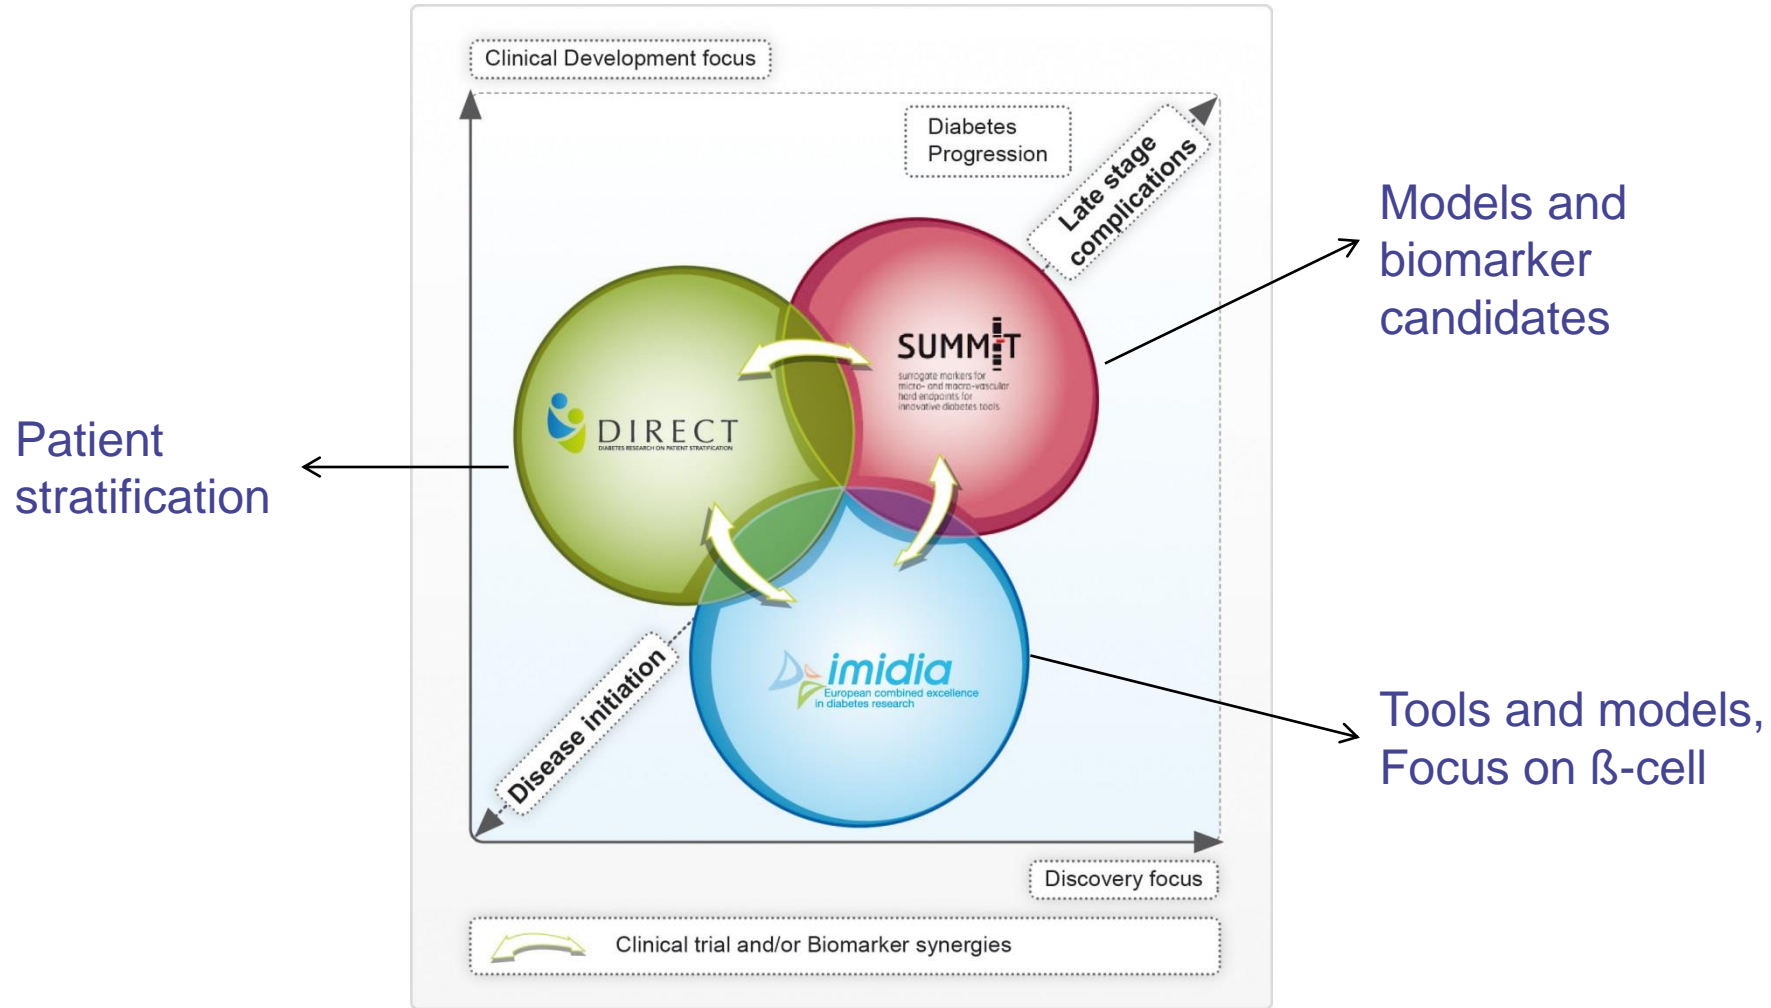 Clinical Development focus
Diabetes
Progression
Late stage
complications
Models and
biomarker
candidates
SUMMIT
surrogate markers for
micro- and macro-vascular
hard endpoints for
innovative diabetes tools
DIRECT
DIABETES RESEARCH ON PATIENT STRATIFICATION
Patient
stratification
imidia
European combined excellence
in diabetes research
Disease initiation
Tools and models,
Focus on ß-cell
Discovery focus
Clinical trial and/or Biomarker synergies